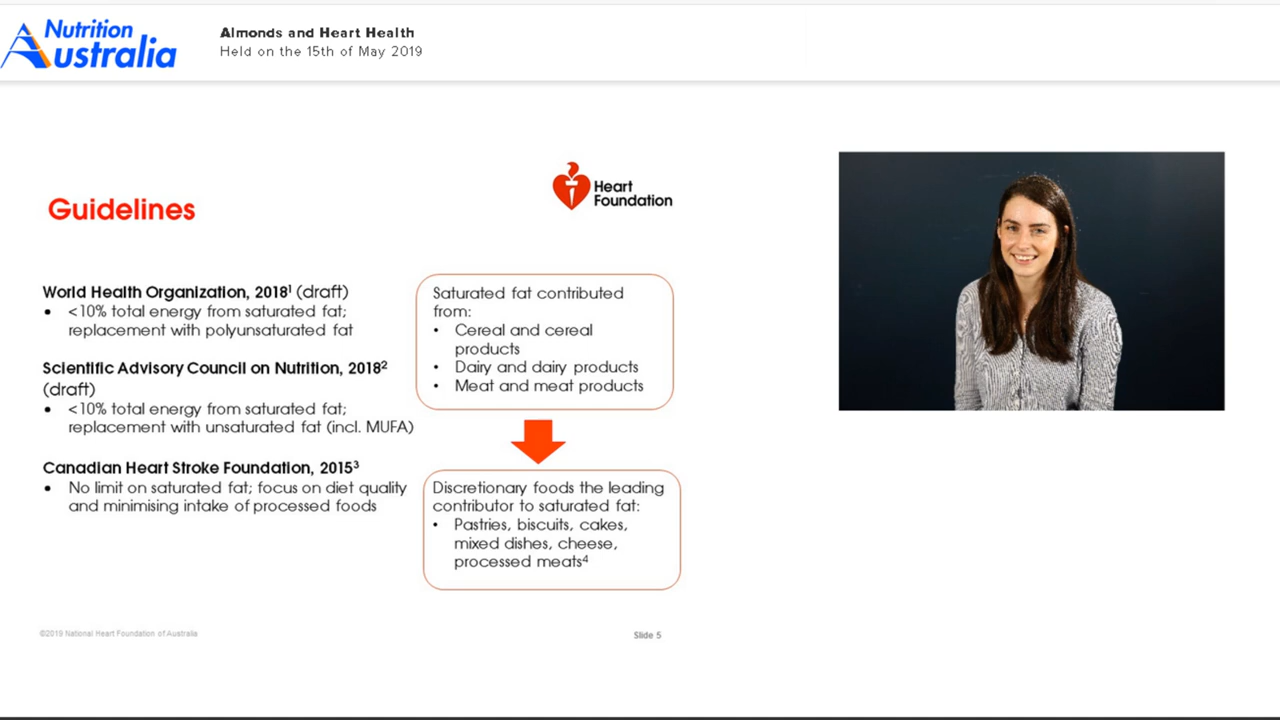 Nutrition
Australia
Almonds and Heart Health
Held on the 15th of May 2019
Heart
Foundation
Guidelines
World Health Organization, 2018¹ (draft)
• <10% total energy from saturated fat;
replacement with polyunsaturated fat
Scientific Advisory Council on Nutrition, 2018²
(draft)
• <10% total energy from saturated fat;
replacement with unsaturated fat (incl. MUFA)
Canadian Heart Stroke Foundation, 2015³
• No limit on saturated fat; focus on diet quality
and minimising intake of processed foods
Saturated fat contributed
from:
• Cereal and cereal
products
• Dairy and dairy products
• Meat and meat products
Discretionary foods the leading
contributor to saturated fat:
• Pastries, biscuits, cakes,
mixed dishes, cheese,
processed meats⁴
©2019 National Heart Foundation of Australia
Slide 5